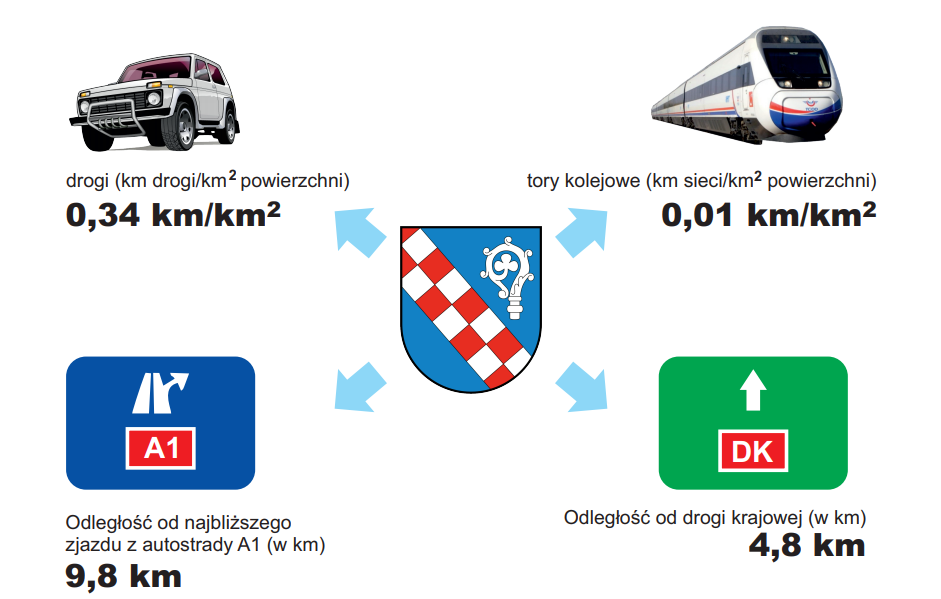 drogi (km drogi/km² powierzchni)
0,34 km/km²
tory kolejowe (km sieci/km² powierzchni)
0,01 km/km²
A1
Odległość od najbliższego
zjazdu z autostrady A1 (w km)
9,8 km
DK
Odległość od drogi krajowej (w km)
4,8 km